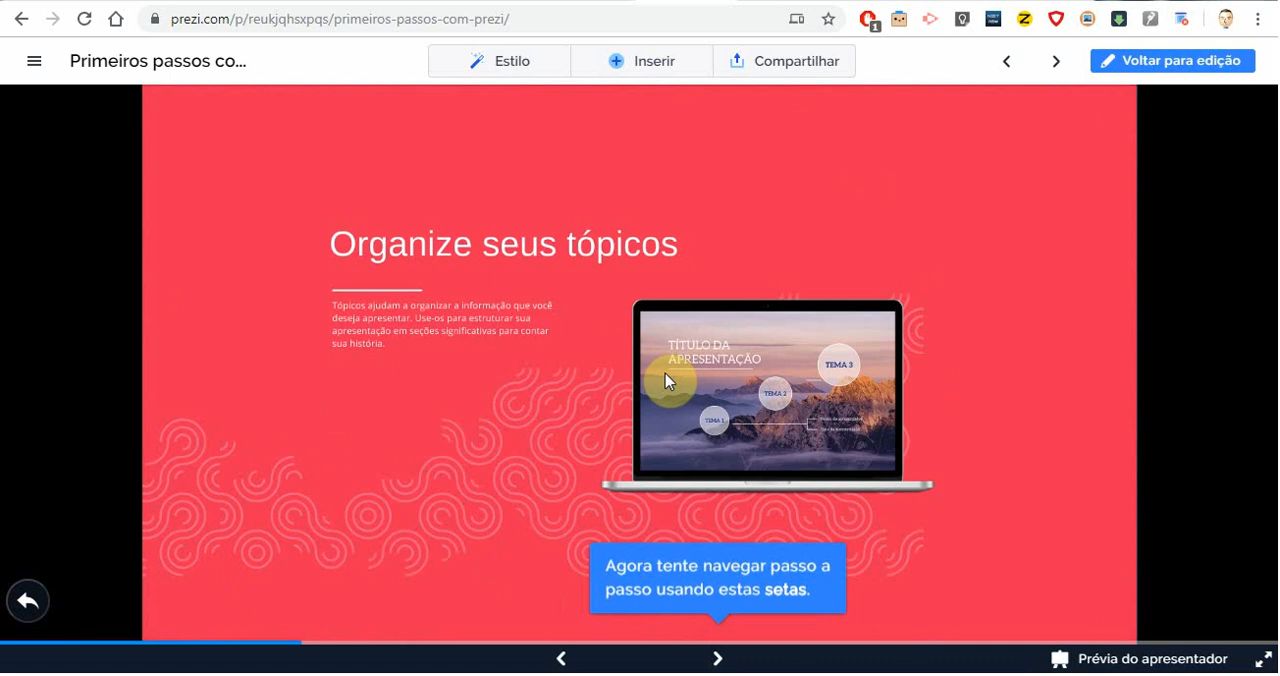 prezi.com/p/reukjqhsxpqs/primeiros-passos-com-prezi/
1
Primeiros passos co...
Estilo
Inserir
Compartilhar
Voltar para edição
Organize seus tópicos
Tópicos ajudam a organizar a informação que você
deseja apresentar. Use-os para estruturar sua
apresentação em seções significativas para contar
sua história.
TÍTULO DA
APRESENTAÇÃO
TEMA 3
TEMA 2
TEMA 1
Agora tente navegar passo a
passo usando estas setas.
Prévia do apresentador